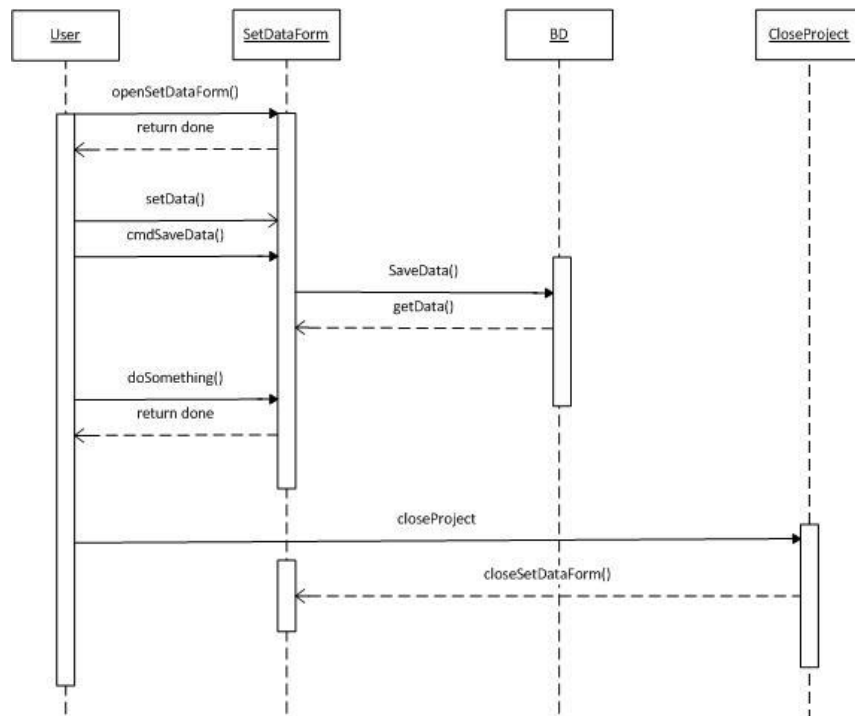 User
SetDataForm
BD
CloseProject
openSetDataForm()
return done
setData()
cmdSaveData()
SaveData()
getData()
doSomething()
return done
closeProject
closeSetDataForm()